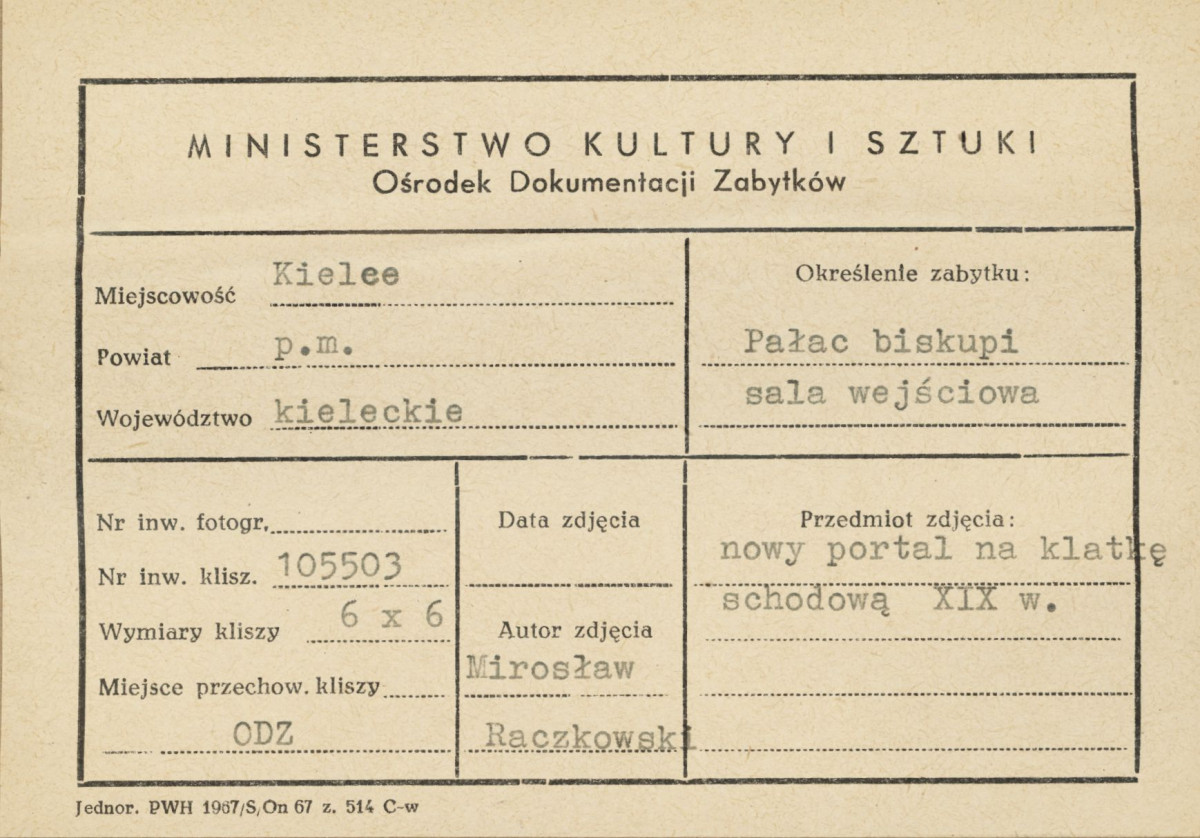 MINISTERSTWO KULTURY I SZTUKI
Ośrodek Dokumentacji Zabytków
Miejscowość Kielce
Powiat p.m.
Województwo kieleckie
Określenie zabytku:
Pałac biskupi
sala wejściowa
Nr inw. fotogr.
Nr inw. klisz. 105503
Wymiary kliszy 6 x 6
Miejsce przechow. kliszy
ODZ
Data zdjęcia
Autor zdjęcia
Mirosław
Raczkowski
Przedmiot zdjęcia:
nowy portal na klatkę
schodową XIX w.
Jednor. PWH 1967/S/On 67 z. 514 C-w